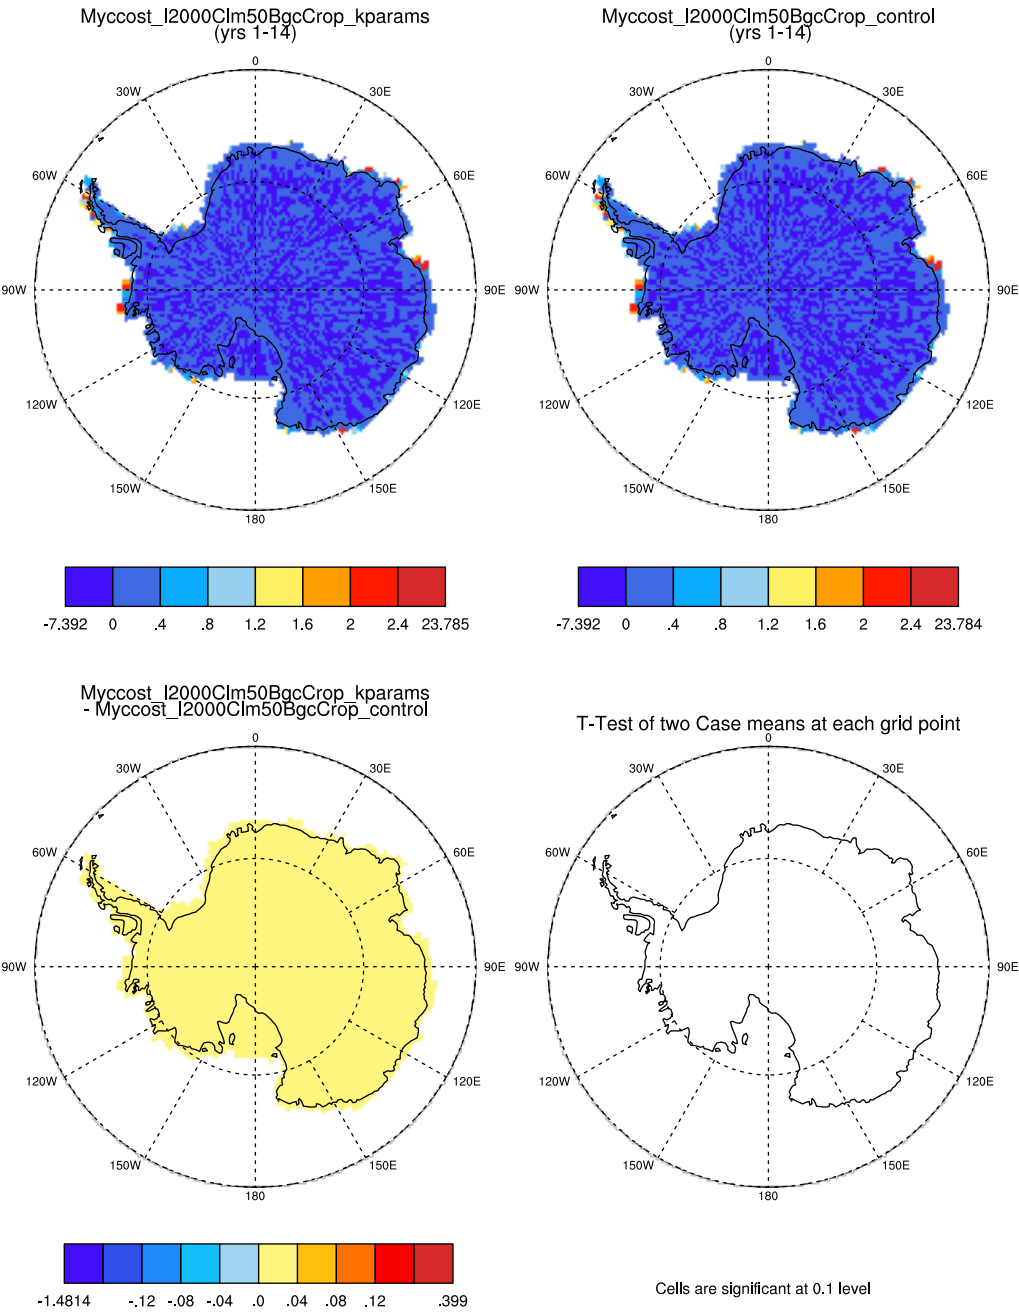 Myccost_I2000Clm50BgcCrop_kparams
(yrs 1-14)
0
30W
30E
60W
60E
90W
90E
120W
120E
150W
150E
180
-7.392 0 .4 .8 1.2 1.6 2 2.4 23.785
Myccost_I2000Clm50BgcCrop_control
(yrs 1-14)
0
30W
30E
60W
60E
90W
90E
120W
120E
150W
150E
180
-7.392 0 .4 .8 1.2 1.6 2 2.4 23.784
Myccost_I2000Clm50BgcCrop_kparams
- Myccost_I2000Clm50BgcCrop_control
0
30W
30E
60W
60E
90W
90E
120W
120E
150W
150E
180
-1.4814 -.12 -.08 -.04 .0 .04 .08 .12 .399
T-Test of two Case means at each grid point
0
30W
30E
60W
60E
90W
90E
120W
120E
150W
150E
180
Cells are significant at 0.1 level